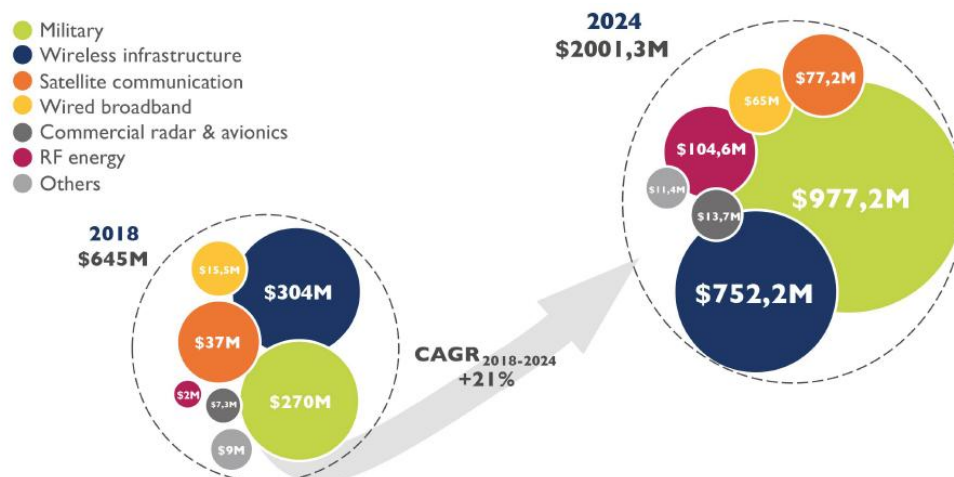 Military
Wireless infrastructure
Satellite communication
Wired broadband
Commercial radar & avionics
RF energy
Others
2018
$645M
$15,5M
$304M
$37M
$2M
$7,3M
$270M
$9M
CAGR 2018-2024
+21%
2024
$2001,3M
$77,2M
$65M
$104,6M
$11,4M
$977,2M
$13,7M
$752,2M